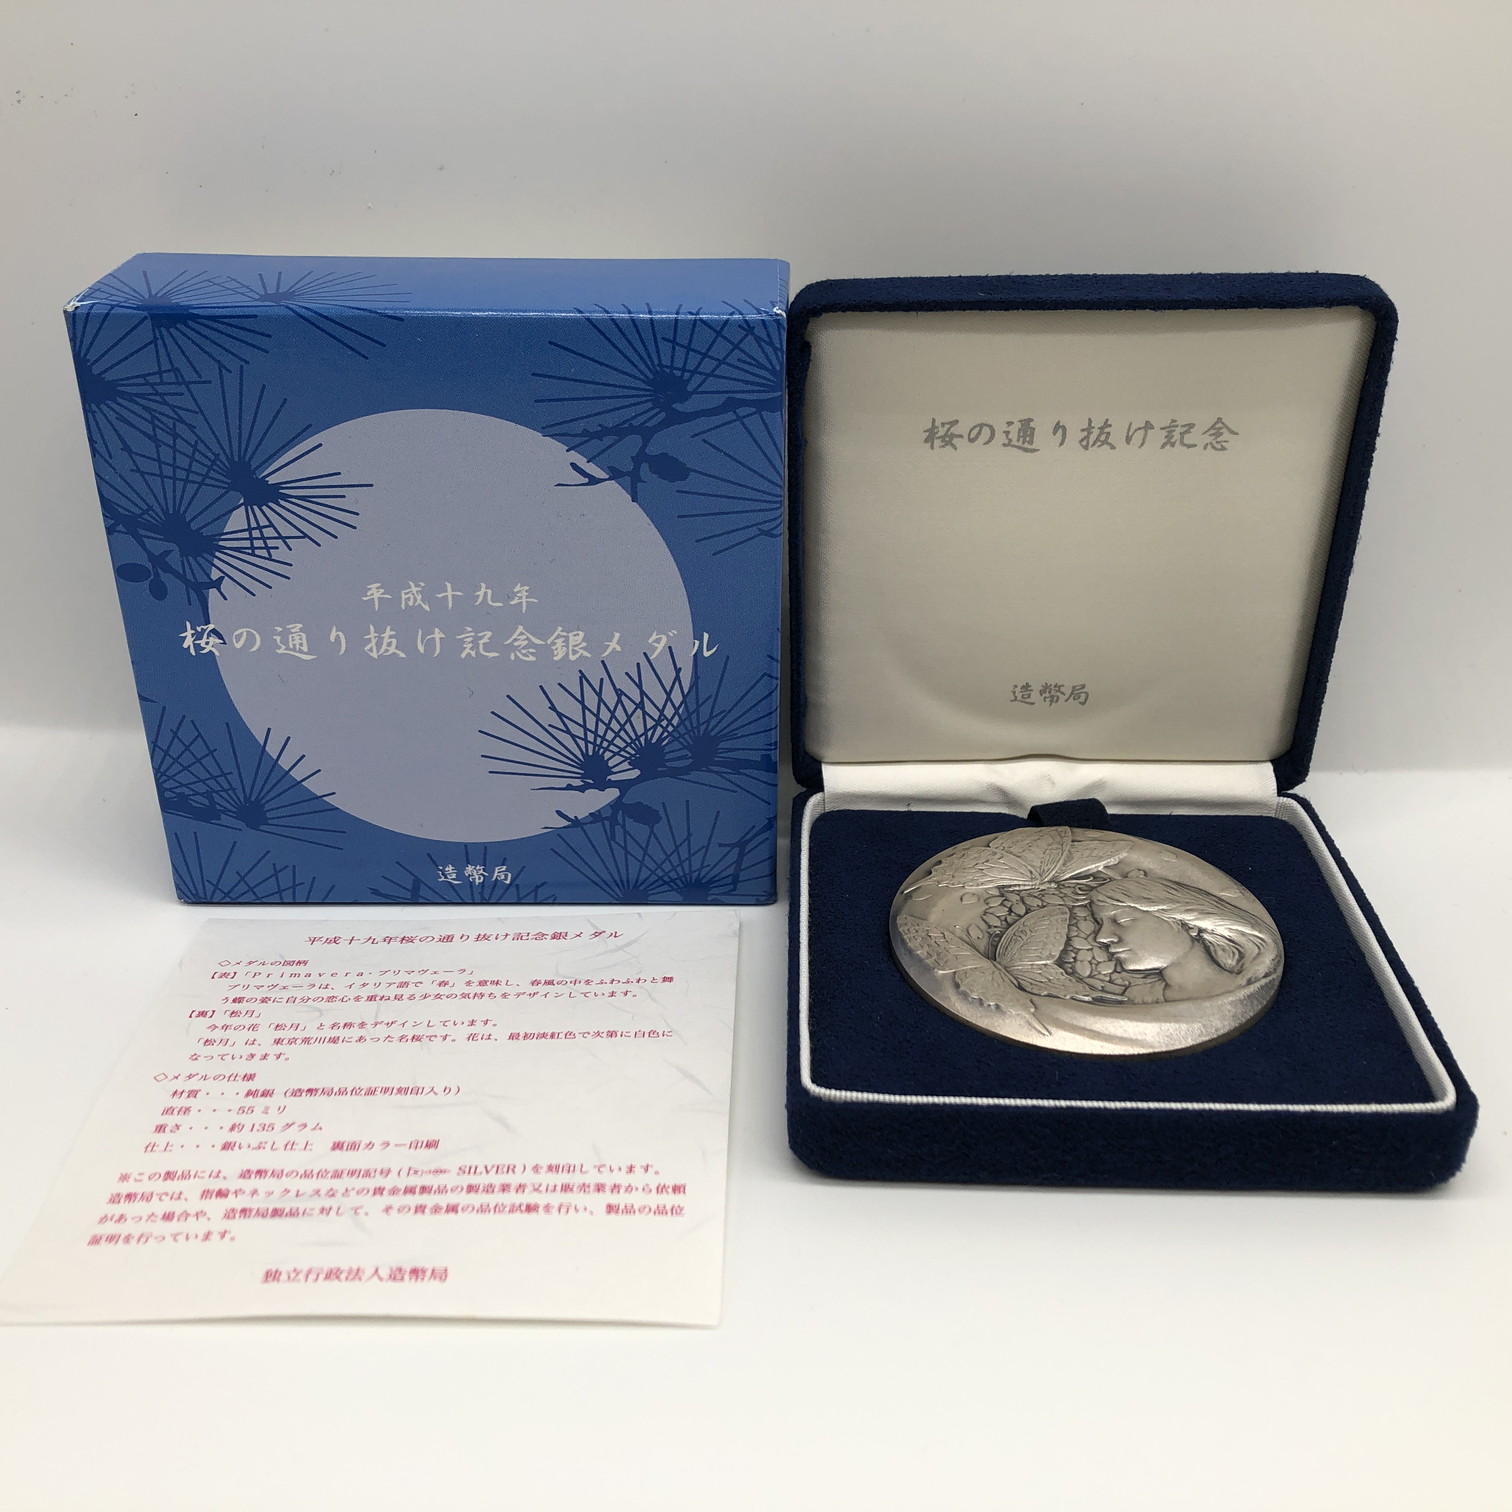 平成十九年
桜の通り抜け記念銀メダル
造幣局
桜の通り抜け記念
造幣局
平成十九年桜の通り抜け記念銀メダル
◇メダルの図柄
【表】「Primavera・プリマヴェーラ」
プリマヴェーラは、イタリア語で「春」を意味し、春風の中をふわふわと舞
う蝶の姿に自分の恋心を重ね見る少女の気持ちをデザインしています。
【裏】「松月」
今年の花「松月」と名称をデザインしています。
「松月」は、東京荒川堤にあった名桜です。花は、最初淡紅色で次第に白色に
なっていきます。
◇メダルの仕様
材質・・・純銀(造幣局品位証明刻印入り)
直径・・・55ミリ
重さ・・・約135グラム
仕上・・・銀いぶし仕上 裏面カラー印刷
※この製品には、造幣局の品位証明記号( SILVER)を刻印しています。
造幣局では、指輪やネックレスなどの貴金属製品の製造業者又は販売業者から依頼
があった場合や、造幣局製品に対して、その貴金属の品位試験を行い、製品の品位
証明を行っています。
独立行政法人造幣局